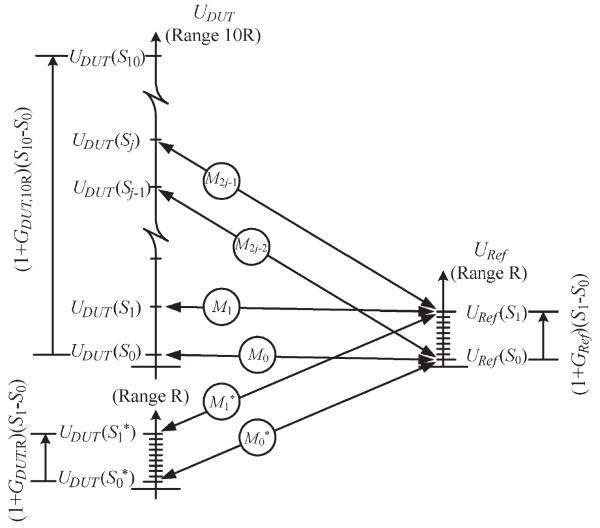 U_DUT
(Range 10R)
U_DUT(S_10)
(1+G_DUT,10R)(S_10-S_0)
U_DUT(S_j)
M_2j-1
U_DUT(S_j-1)
M_2j-2
U_Ref
(Range R)
U_DUT(S_1)
M_1
U_Ref(S_1)
U_DUT(S_0)
M_0
U_Ref(S_0)
(1+G_Ref)(S_1-S_0)
(Range R)
M_1*
U_DUT(S_1*)
M_0*
U_DUT(S_0*)
(1+G_DUT,R)(S_1-S_0)